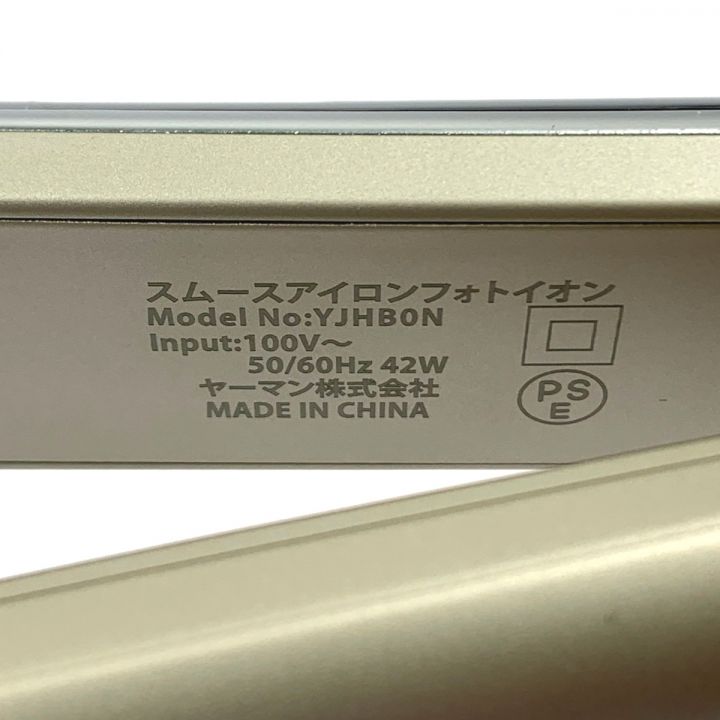 スムースアイロンフォトイオン
Model No:YJHB0N
Input:100V～
50/60Hz 42W
ヤーマン株式会社
MADE IN CHINA
PSE